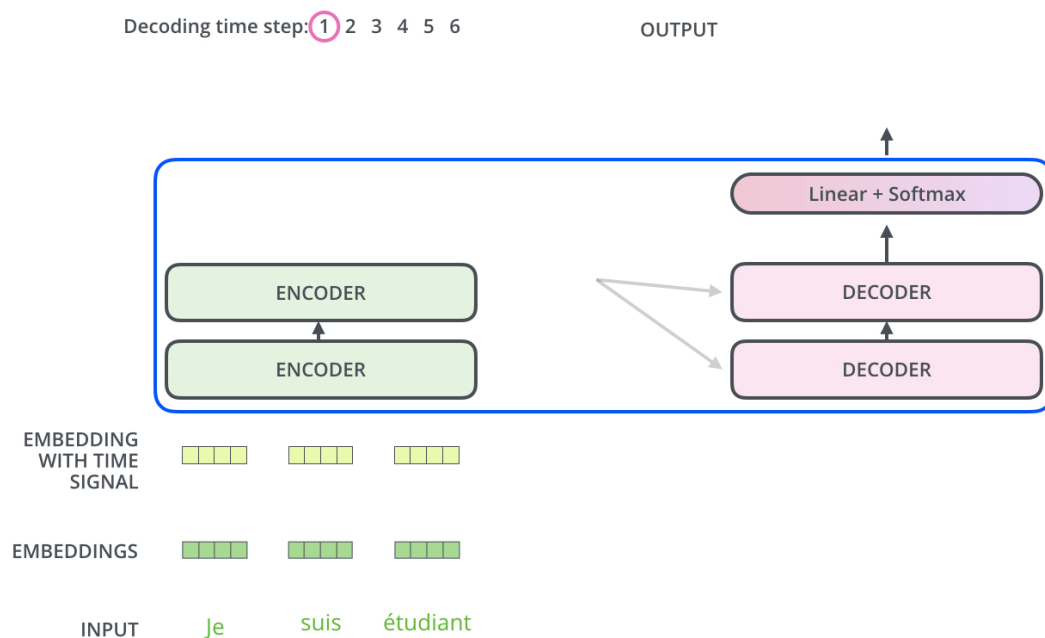 Decoding time step: 1 2 3 4 5 6
OUTPUT
Linear + Softmax
ENCODER
DECODER
ENCODER
DECODER
EMBEDDING
WITH TIME
SIGNAL
EMBEDDINGS
INPUT
Je suis étudiant